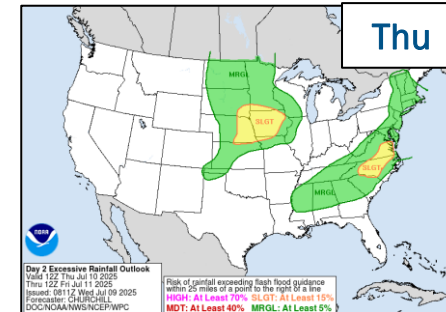 Thu
MRGL
SLGT
SLGT
MRGL
NOAA
Day 2 Excessive Rainfall Outlook
Valid 12Z Thu Jul 10 2025
Thru 12Z Fri Jul 11 2025
Issued: 0811Z Wed Jul 09 2025
Forecaster: CHURCHILL
DOC/NOAA/NWS/NCEP/WPC
Risk of rainfall exceeding flash flood guidance
within 25 miles of a point to the right of a line
HIGH: At Least 70% SLGT: At Least 15%
MDT: At Least 40% MRGL: At Least 5%